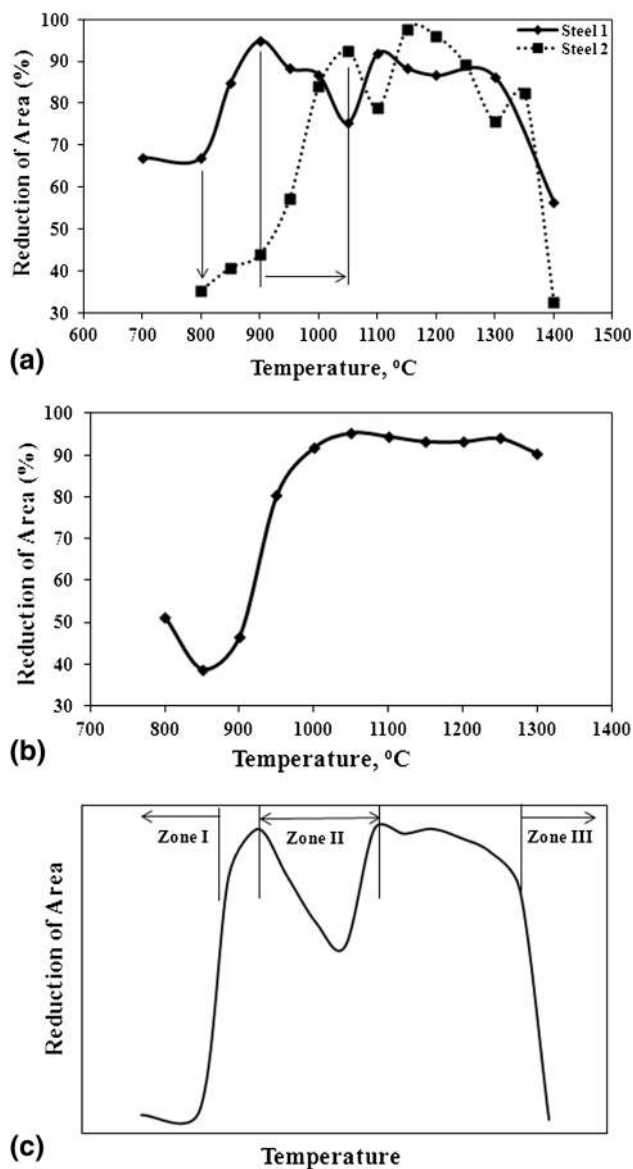 100
90
80
70
60
50
40
30
Reduction of Area (%)
Steel 1
Steel 2
600 700 800 900 1000 1100 1200 1300 1400 1500
Temperature, ºC
(a)
100
90
80
70
60
50
40
30
Reduction of Area (%)
700 800 900 1000 1100 1200 1300 1400
Temperature, ºC
(b)
Zone I Zone II Zone III
Reduction of Area
Temperature
(c)